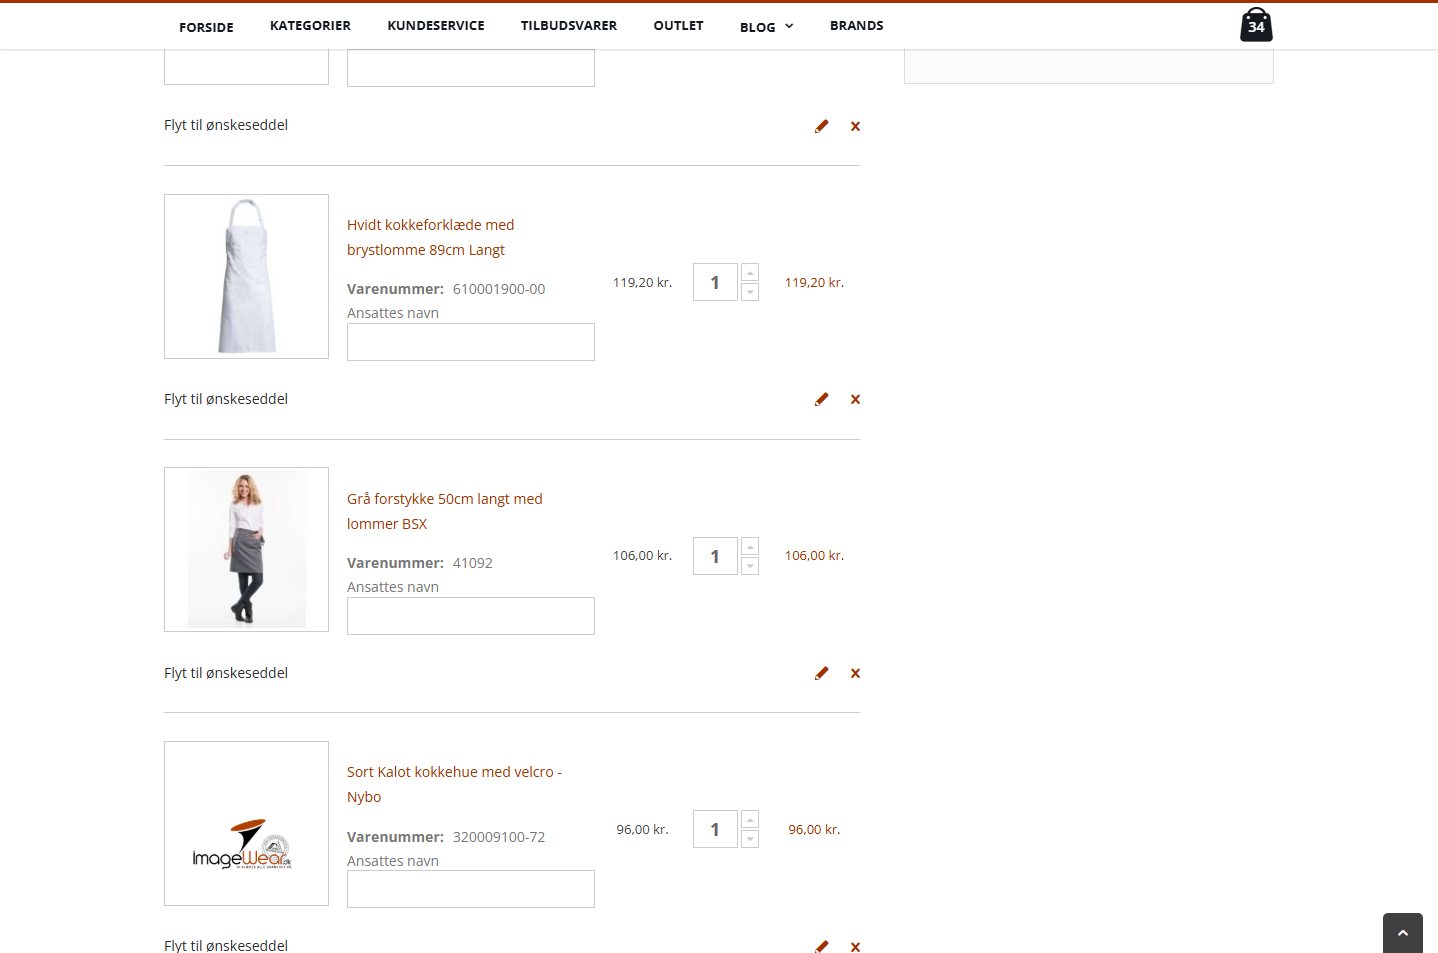 FORSIDE KATEGORIER KUNDESERVICE TILBUDSVARER OUTLET BLOG BRANDS 34
Flyt til ønskeseddel
Hvidt kokkeforklæde med
brystlomme 89cm Langt
119,20 kr. 1 119,20 kr.
Varenummer: 610001900-00
Ansattes navn
Flyt til ønskeseddel
Grå forstykke 50cm langt med
lommer BSX
106,00 kr. 1 106,00 kr.
Varenummer: 41092
Ansattes navn
Flyt til ønskeseddel
Sort Kalot kokkehue med velcro -
Nybo
96,00 kr. 1 96,00 kr.
Varenummer: 320009100-72
Ansattes navn
ImageWear.dk
Flyt til ønskeseddel